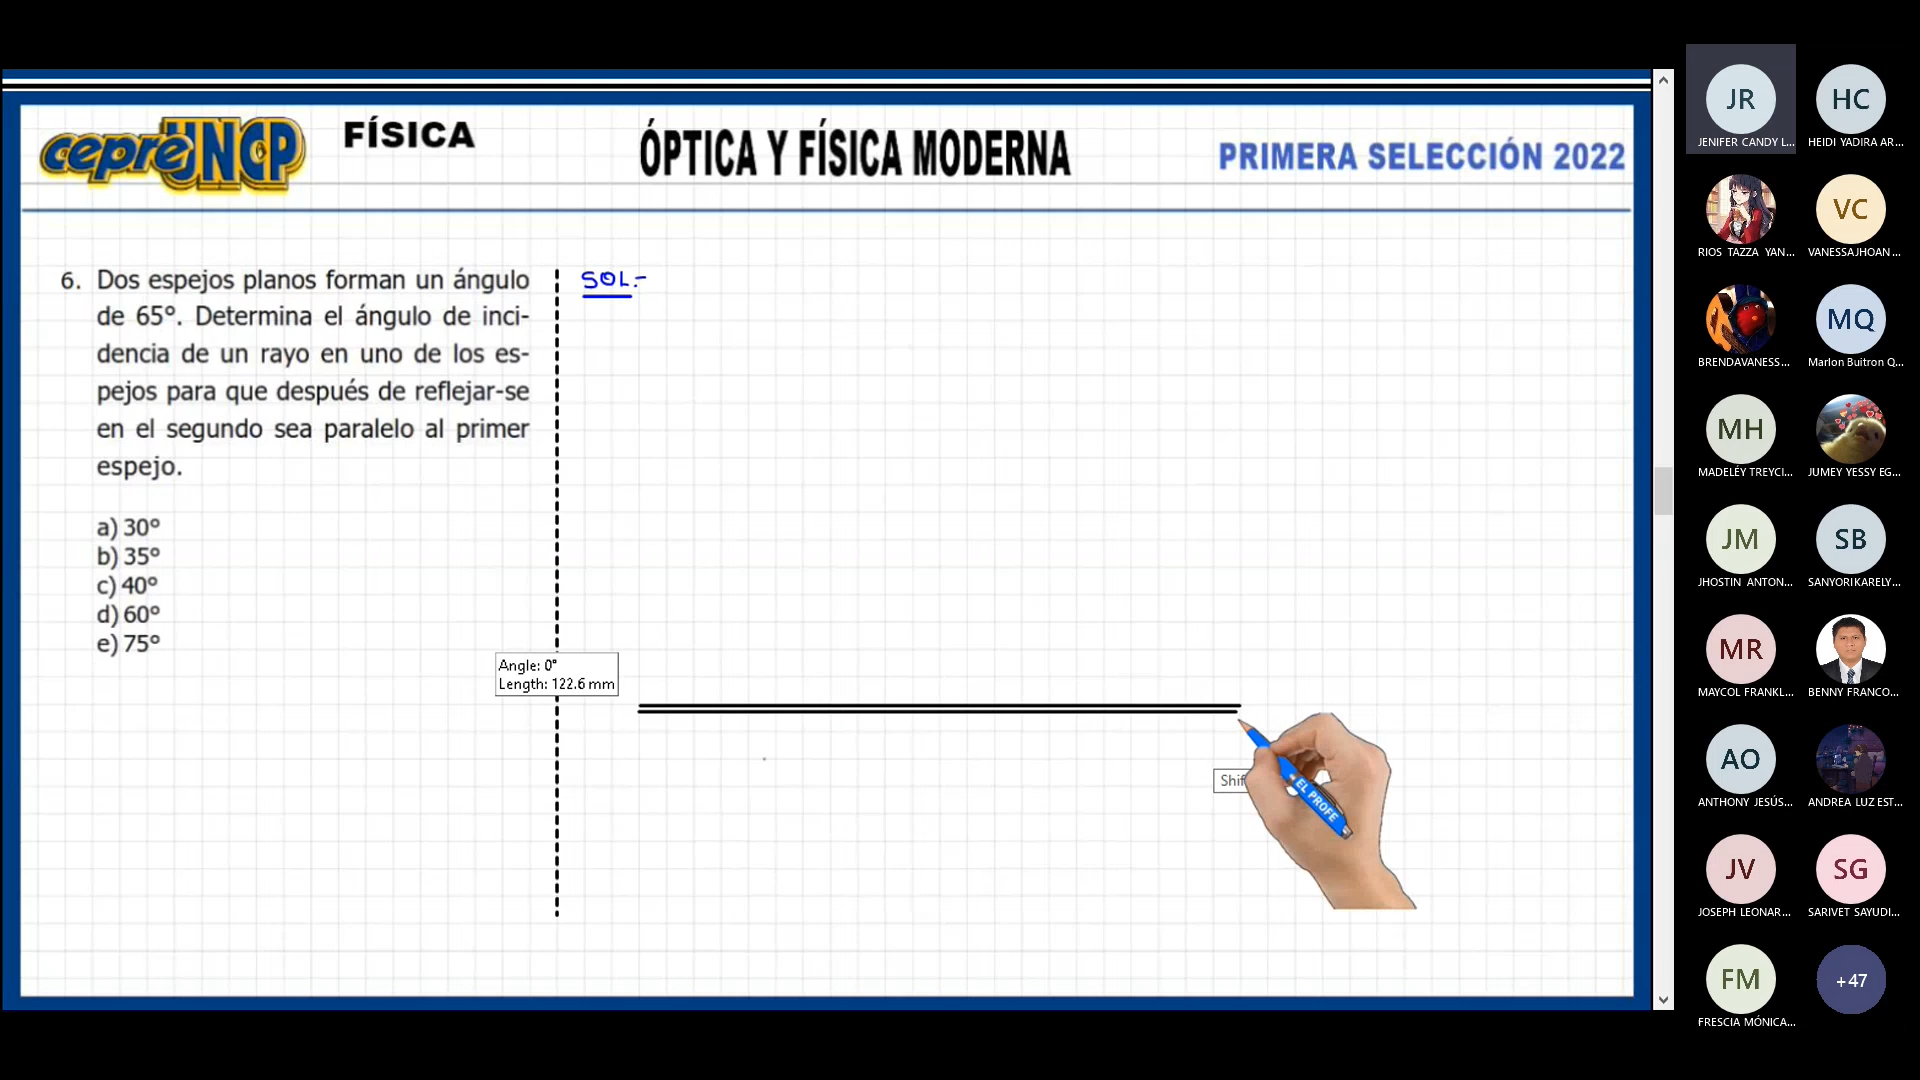 cepreUNCP
FÍSICA
ÓPTICA Y FÍSICA MODERNA
PRIMERA SELECCIÓN 2022
6. Dos espejos planos forman un ángulo
de 65°. Determina el ángulo de inci-
dencia de un rayo en uno de los es-
pejos para que después de reflejar-se
en el segundo sea paralelo al primer
espejo.
a) 30°
b) 35°
c) 40°
d) 60°
e) 75°
SOL.-
Angle: 0°
Length: 122.6 mm
Shif
EL PROFE
JR
JENIFER CANDY L...
HC
HEIDI YADIRA AR...
RIOS TAZZA YAN...
VC
VANESSAJHOAN...
BRENDAVANESS...
MQ
Marlon Buitron Q...
MH
MADELÉY TREYCI...
JUMEY YESSY EG...
JM
JHOSTIN ANTON...
SB
SANYORIKARELY...
MR
MAYCOL FRANKL...
BENNY FRANCO...
AO
ANTHONY JESÚS...
ANDREA LUZ EST...
JV
JOSEPH LEONAR...
SG
SARIVET SAYUDI...
FM
FRESCIA MÓNICA...
+47